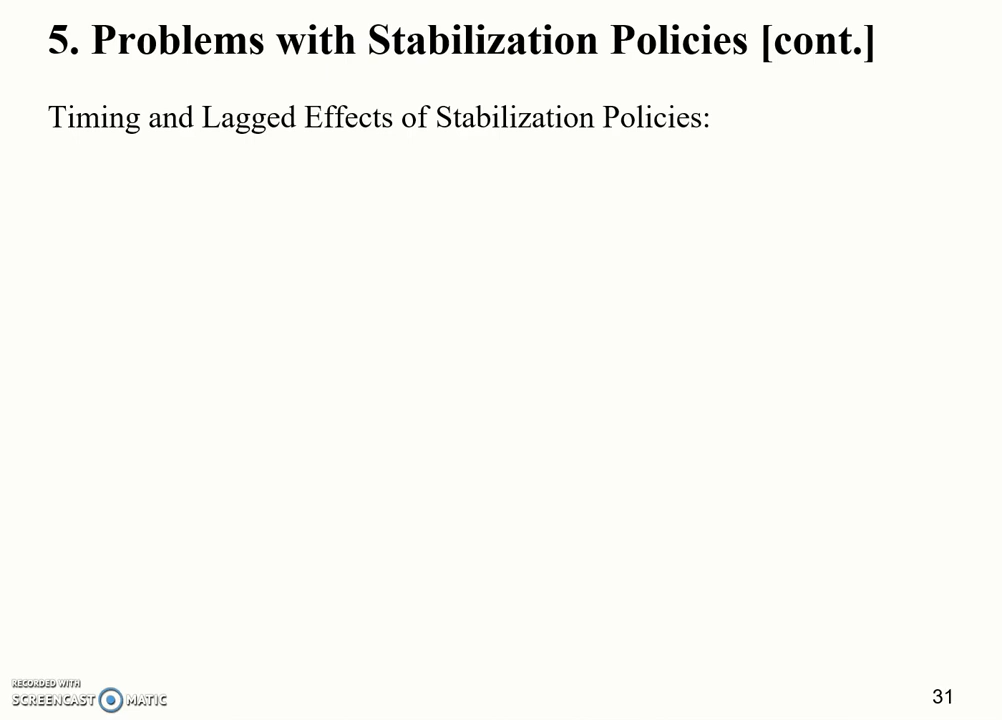 5. Problems with Stabilization Policies [cont.]
Timing and Lagged Effects of Stabilization Policies:
RECORDED WITH
SCREENCAST MATIC
31